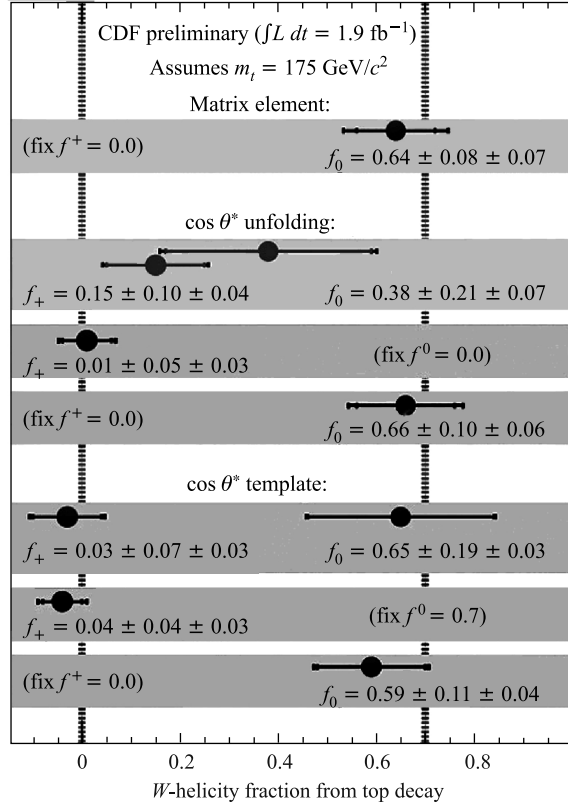 CDF preliminary (∫L dt = 1.9 fb⁻¹)
Assumes mₜ = 175 GeV/c²
Matrix element:
(fix f⁺ = 0.0)
f₀ = 0.64 ± 0.08 ± 0.07
cos θ* unfolding:
f₊ = 0.15 ± 0.10 ± 0.04
f₀ = 0.38 ± 0.21 ± 0.07
f₊ = 0.01 ± 0.05 ± 0.03
(fix f⁰ = 0.0)
(fix f⁺ = 0.0)
f₀ = 0.66 ± 0.10 ± 0.06
cos θ* template:
f₊ = 0.03 ± 0.07 ± 0.03
f₀ = 0.65 ± 0.19 ± 0.03
f₊ = 0.04 ± 0.04 ± 0.03
(fix f⁰ = 0.7)
(fix f⁺ = 0.0)
f₀ = 0.59 ± 0.11 ± 0.04
0 0.2 0.4 0.6 0.8
W-helicity fraction from top decay